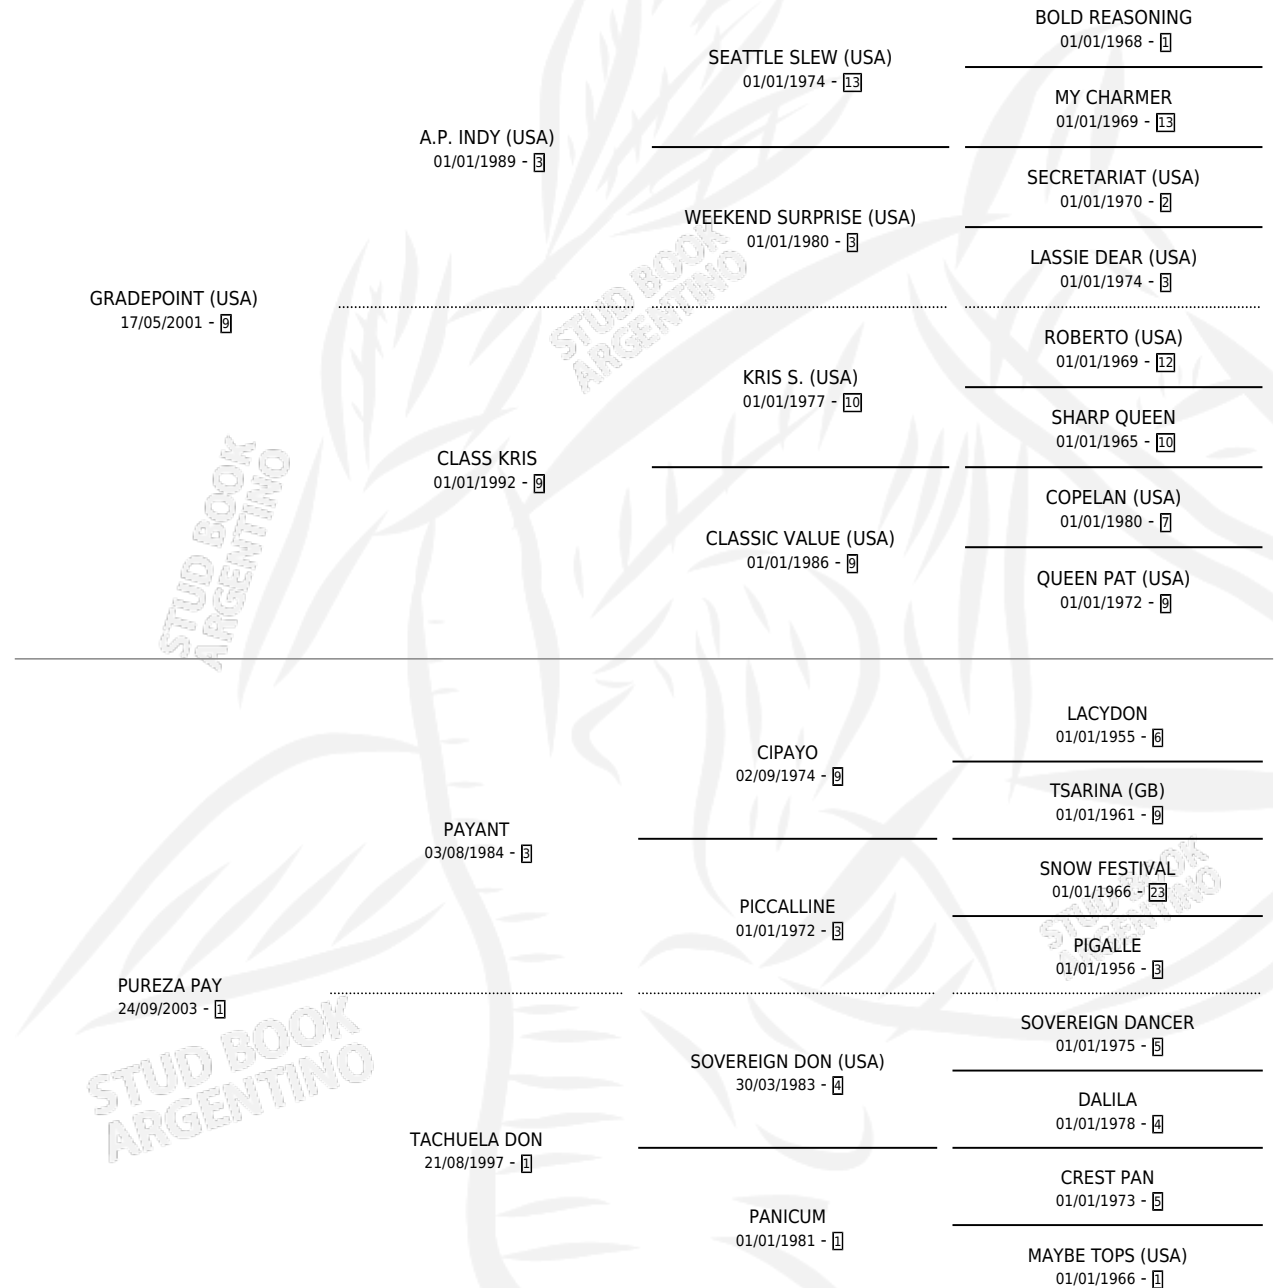 BOLD REASONING
01/01/1968 - 1
SEATTLE SLEW (USA)
01/01/1974 - 13
MY CHARMER
01/01/1969 - 13
A.P. INDY (USA)
01/01/1989 - 3
SECRETARIAT (USA)
01/01/1970 - 2
WEEKEND SURPRISE (USA)
01/01/1980 - 3
LASSIE DEAR (USA)
01/01/1974 - 3
GRADEPOINT (USA)
17/05/2001 - 9
ROBERTO (USA)
01/01/1969 - 12
KRIS S. (USA)
01/01/1977 - 10
SHARP QUEEN
01/01/1965 - 10
CLASS KRIS
01/01/1992 - 9
COPELAN (USA)
01/01/1980 - 7
CLASSIC VALUE (USA)
01/01/1986 - 9
QUEEN PAT (USA)
01/01/1972 - 9
LACYDON
01/01/1955 - 6
CIPAYO
02/09/1974 - 9
TSARINA (GB)
01/01/1961 - 9
PAYANT
03/08/1984 - 3
SNOW FESTIVAL
01/01/1966 - 23
PICCALLINE
01/01/1972 - 3
PIGALLE
01/01/1956 - 3
PUREZA PAY
24/09/2003 - 1
SOVEREIGN DANCER
01/01/1975 - 5
SOVEREIGN DON (USA)
30/03/1983 - 4
DALILA
01/01/1978 - 4
TACHUELA DON
21/08/1997 - 1
CREST PAN
01/01/1973 - 5
PANICUM
01/01/1981 - 1
MAYBE TOPS (USA)
01/01/1966 - 1
STUD BOOK
ARGENTINO
STUD BOOK
ARGENTINO
STUD BOOK
ARGENTINO
STUD BOOK
ARGENTINO